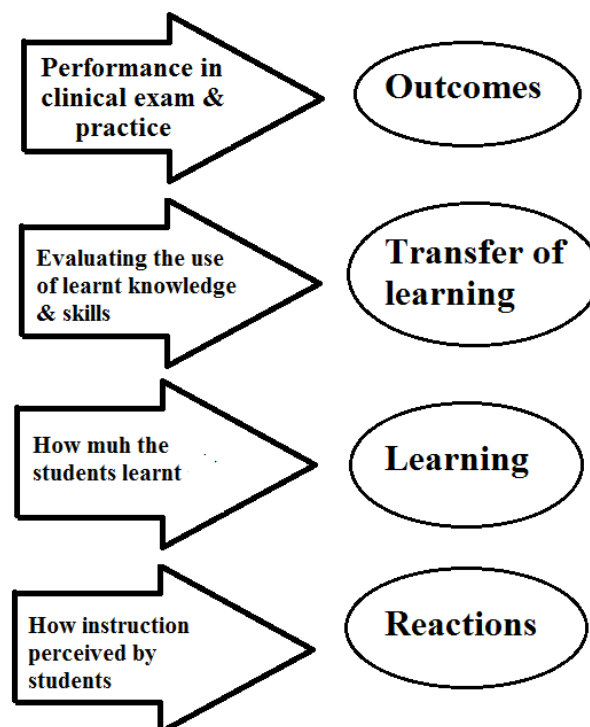 Performance in
clinical exam &
practice
Outcomes
Evaluating the use
of learnt knowledge
& skills
Transfer of
learning
How muh the
students learnt
Learning
How instruction
perceived by
students
Reactions